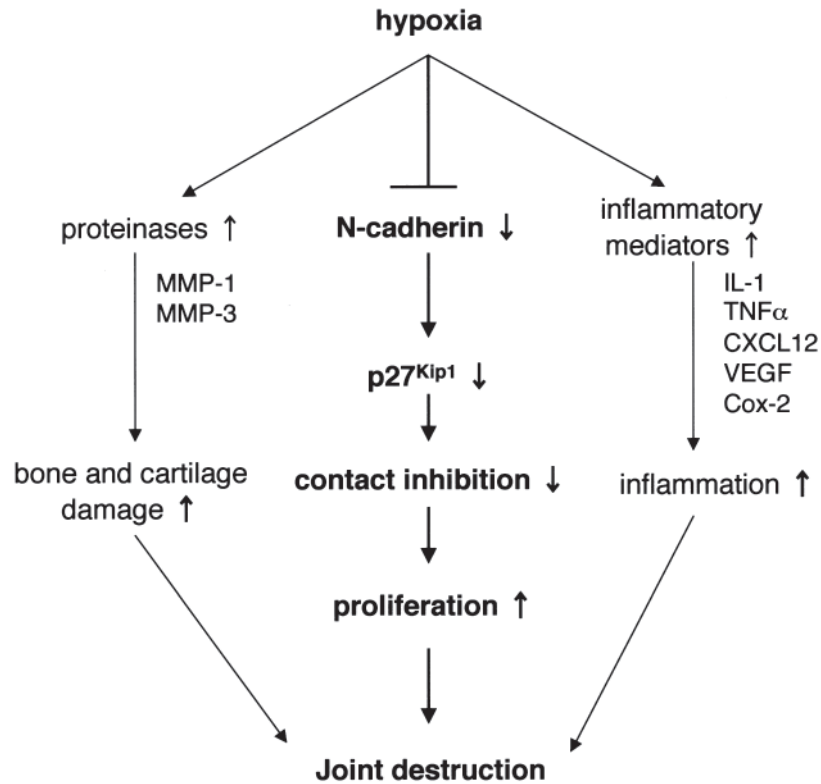 hypoxia
proteinases ↑
MMP-1
MMP-3
bone and cartilage
damage ↑
N-cadherin ↓
p27Kip1 ↓
contact inhibition ↓
proliferation ↑
inflammatory
mediators ↑
IL-1
TNFα
CXCL12
VEGF
Cox-2
inflammation ↑
Joint destruction